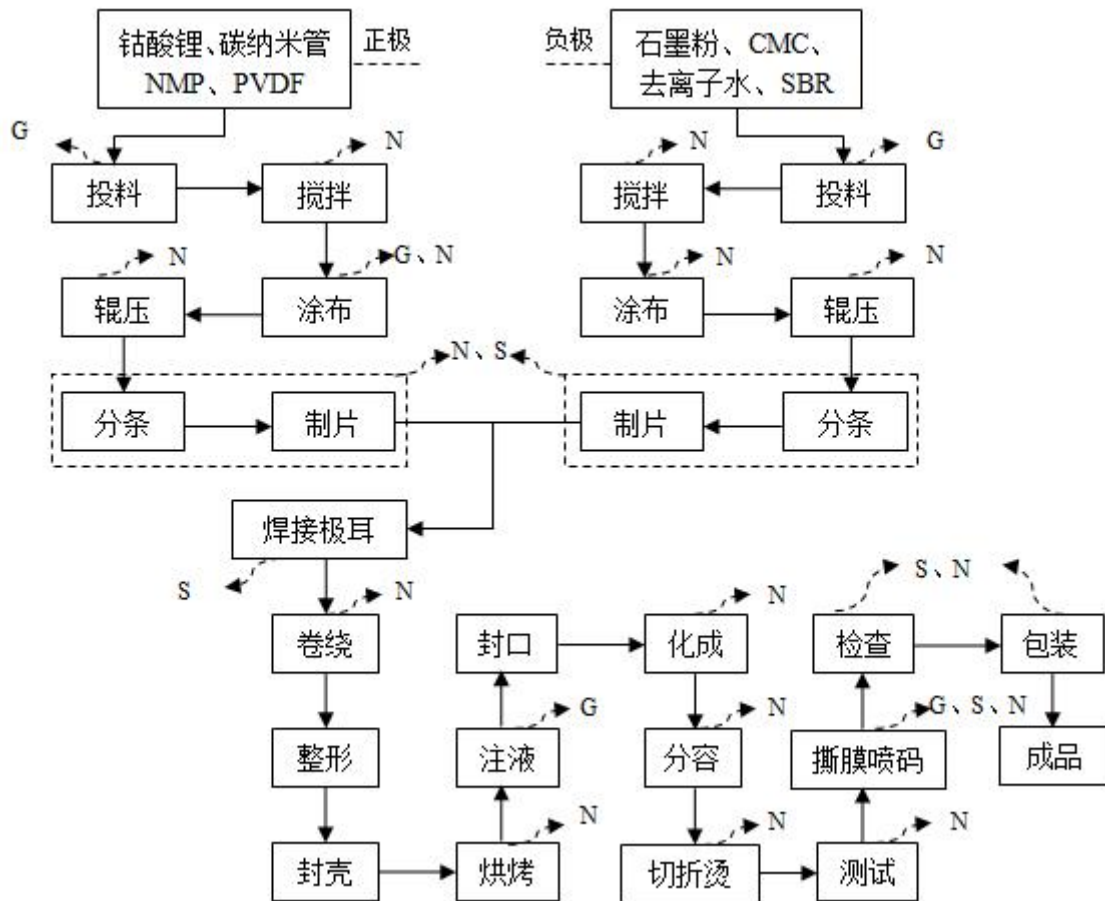 钴酸锂、碳纳米管
NMP、PVDF
正极
负极
石墨粉、CMC、
去离子水、SBR
G
N
N
G
投料
搅拌
搅拌
投料
N
G、N
N
N
辊压
涂布
涂布
辊压
N、S
分条
制片
制片
分条
焊接极耳
S
N
N
S、N
卷绕
封口
化成
检查
包装
G
N
G、S、N
整形
注液
分容
撕膜喷码
成品
N
N
N
封壳
烘烤
切折烫
测试